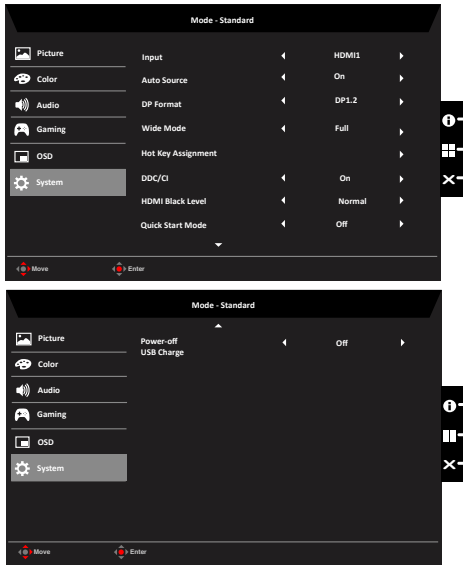 Mode - Standard
Picture
Color
Audio
Gaming
OSD
System
Input HDMI1
Auto Source On
DP Format DP1.2
Wide Mode Full
Hot Key Assignment
DDC/CI On
HDMI Black Level Normal
Quick Start Mode Off
Move Enter
Mode - Standard
Picture
Color
Audio
Gaming
OSD
System
Power-off Off
USB Charge
Move Enter